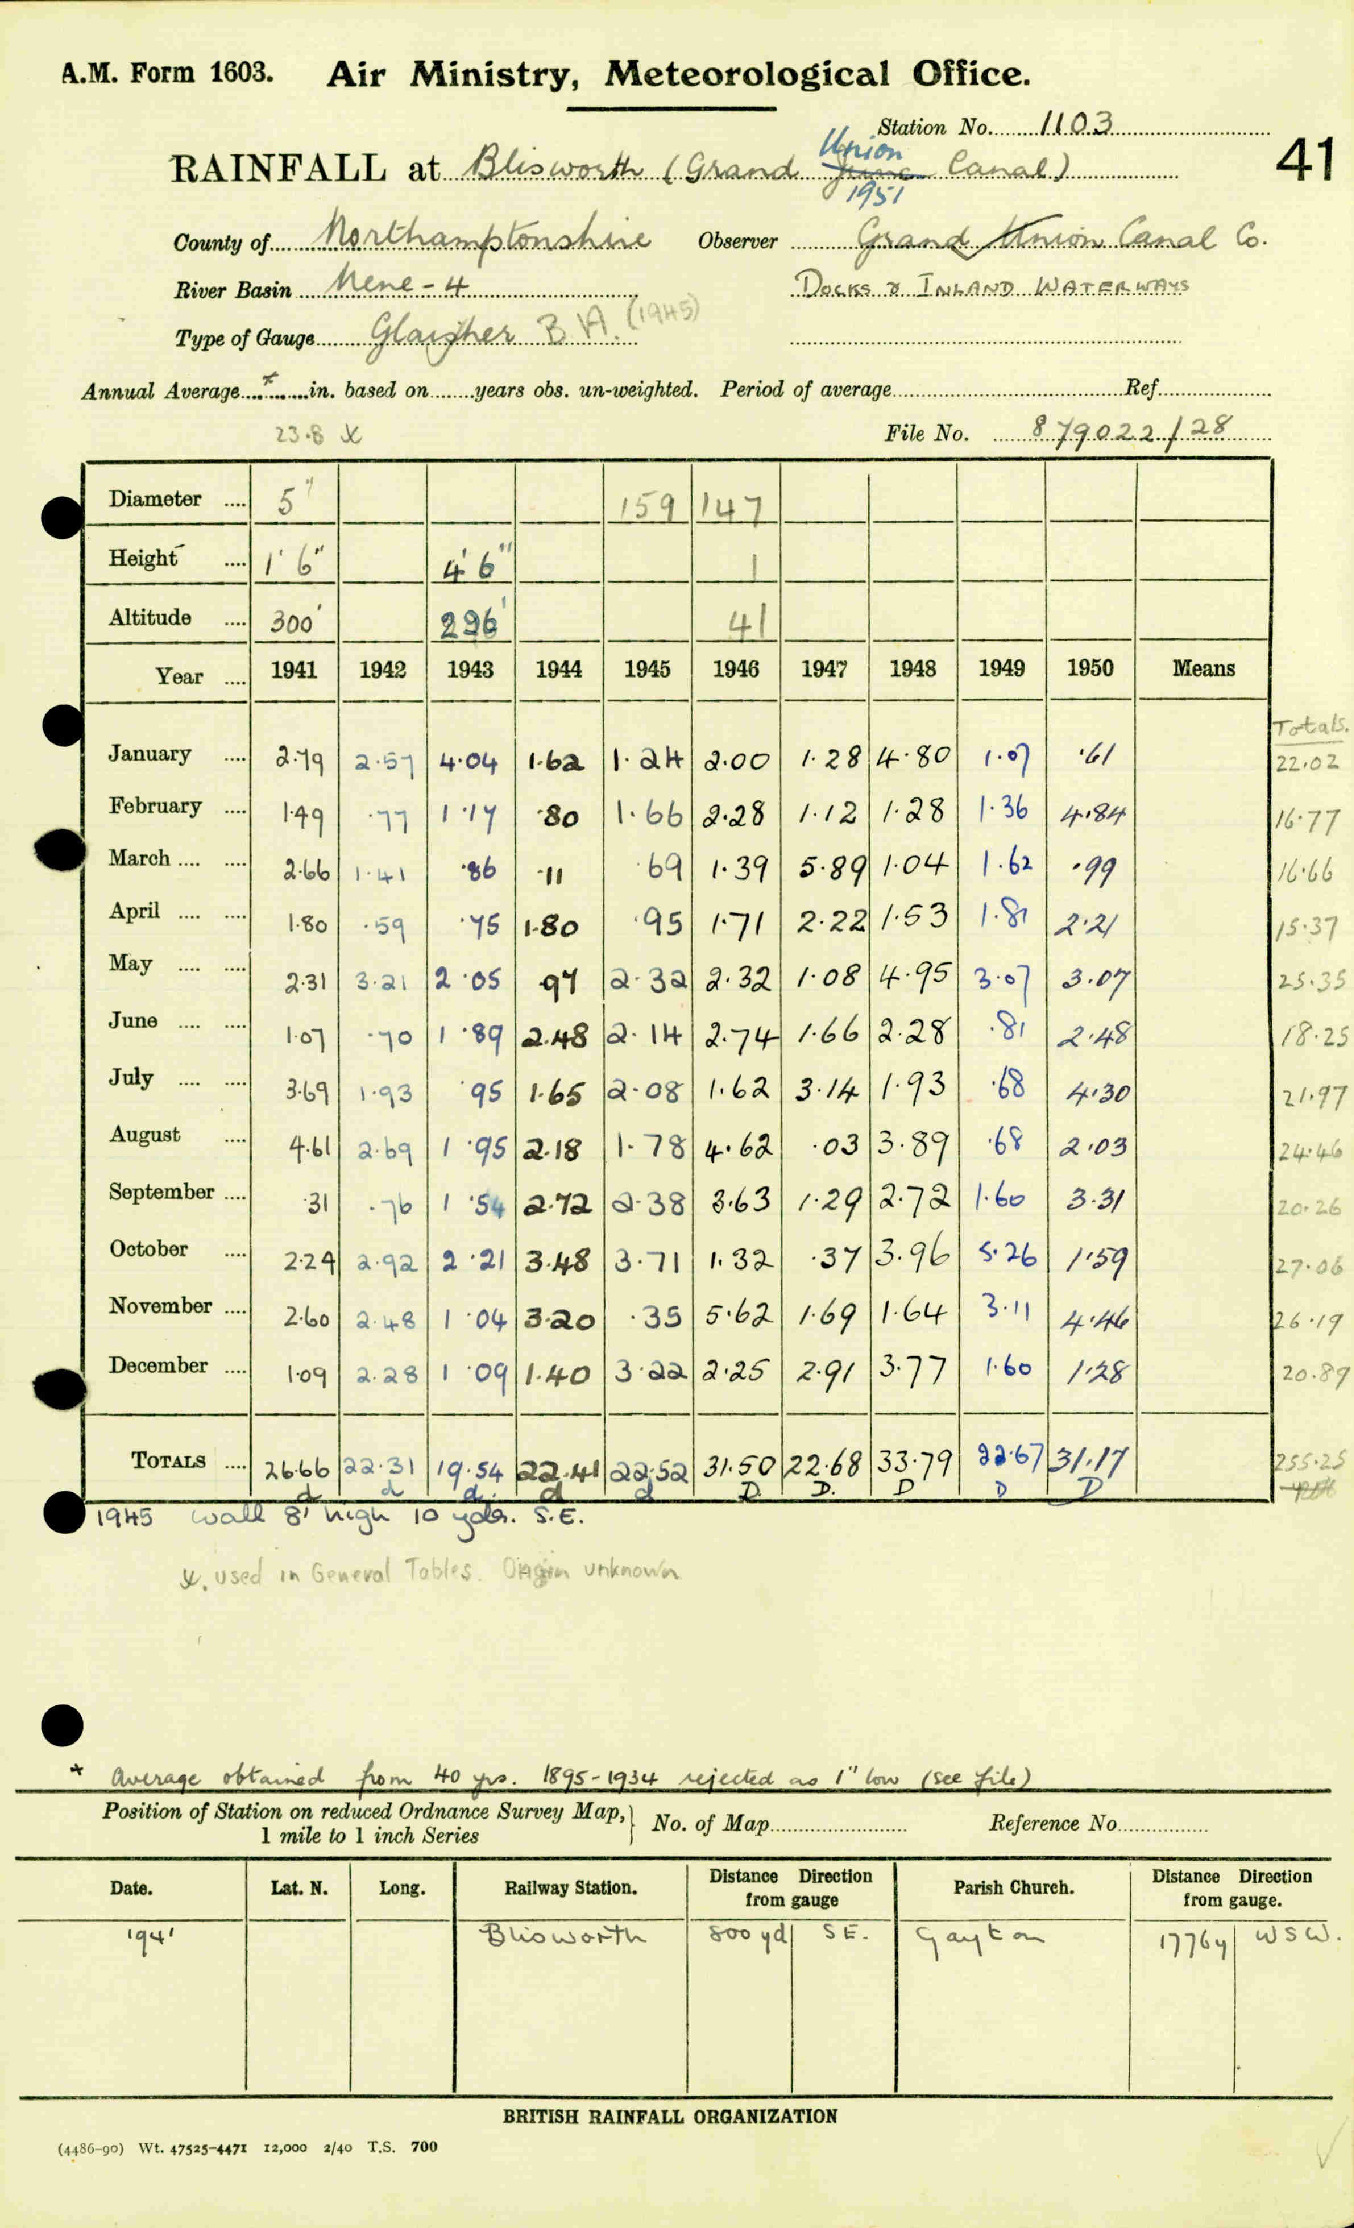 A.M. Form 1603. Air Ministry, Meteorological Office.
Station No. 1103
41
RAINFALL at Blisworth (Grand Union Canal)
1951
County of Northamptonshire Observer Grand Union Canal Co.
River Basin Nene - 4 DOCKS & INLAND WATERWAYS
Type of Gauge Glaisher B A. (1945)
Annual Average * in. based on years obs. un-weighted. Period of average Ref
23.8 x File No. 879022/28
Diameter .... 5" 159 147
Height .... 1' 6" 4' 6" 1
Altitude .... 300' 296' 41
Year .... 1941 1942 1943 1944 1945 1946 1947 1948 1949 1950 Means
Totals.
January .... 2.79 2.57 4.04 1.62 1.24 2.00 1.28 4.80 1.07 .61 22.02
February .... 1.49 .77 1.17 .80 1.66 2.28 1.12 1.28 1.36 4.84 16.77
March .... .... 2.66 1.41 .86 .11 .69 1.39 5.89 1.04 1.62 .99 16.66
April .... .... 1.80 .59 .75 1.80 .95 1.71 2.22 1.53 1.81 2.21 15.37
May .... .... 2.31 3.21 2.05 .97 2.32 2.32 1.08 4.95 3.07 3.07 25.35
June .... .... 1.07 .70 1.89 2.48 2.14 2.74 1.66 2.28 .81 2.48 18.25
July .... .... 3.69 1.93 .95 1.65 2.08 1.62 3.14 1.93 .68 4.30 21.97
August .... 4.61 2.69 1.95 2.18 1.78 4.62 .03 3.89 .68 2.03 24.46
September .... .31 .76 1.54 2.72 2.38 3.63 1.29 2.72 1.60 3.31 20.26
October .... 2.24 2.92 2.21 3.48 3.71 1.32 .37 3.96 5.26 1.59 27.06
November .... 2.60 2.48 1.04 3.20 .35 5.62 1.69 1.64 3.11 4.46 26.19
December .... 1.09 2.28 1.09 1.40 3.22 2.25 2.91 3.77 1.60 1.28 20.89
TOTALS .... 26.66 22.31 19.54 22.41 22.52 31.50 22.68 33.79 22.67 31.17 255.25
d d d. d d D. D. D D D
1945 wall 8' high 10 yds. S.E.
x. used in General Tables. Origin unknown
* Average obtained from 40 yrs. 1895-1934 rejected as 1" low (see file)
Position of Station on reduced Ordnance Survey Map, 1 mile to 1 inch Series } No. of Map Reference No.
Date. Lat. N. Long. Railway Station. Distance Direction from gauge Parish Church. Distance Direction from gauge.
1941 Blisworth 800 yd SE. Gayton 1776y WSW.
BRITISH RAINFALL ORGANIZATION
(4486-90) Wt. 47525-4471 12,000 2/40 T.S. 700